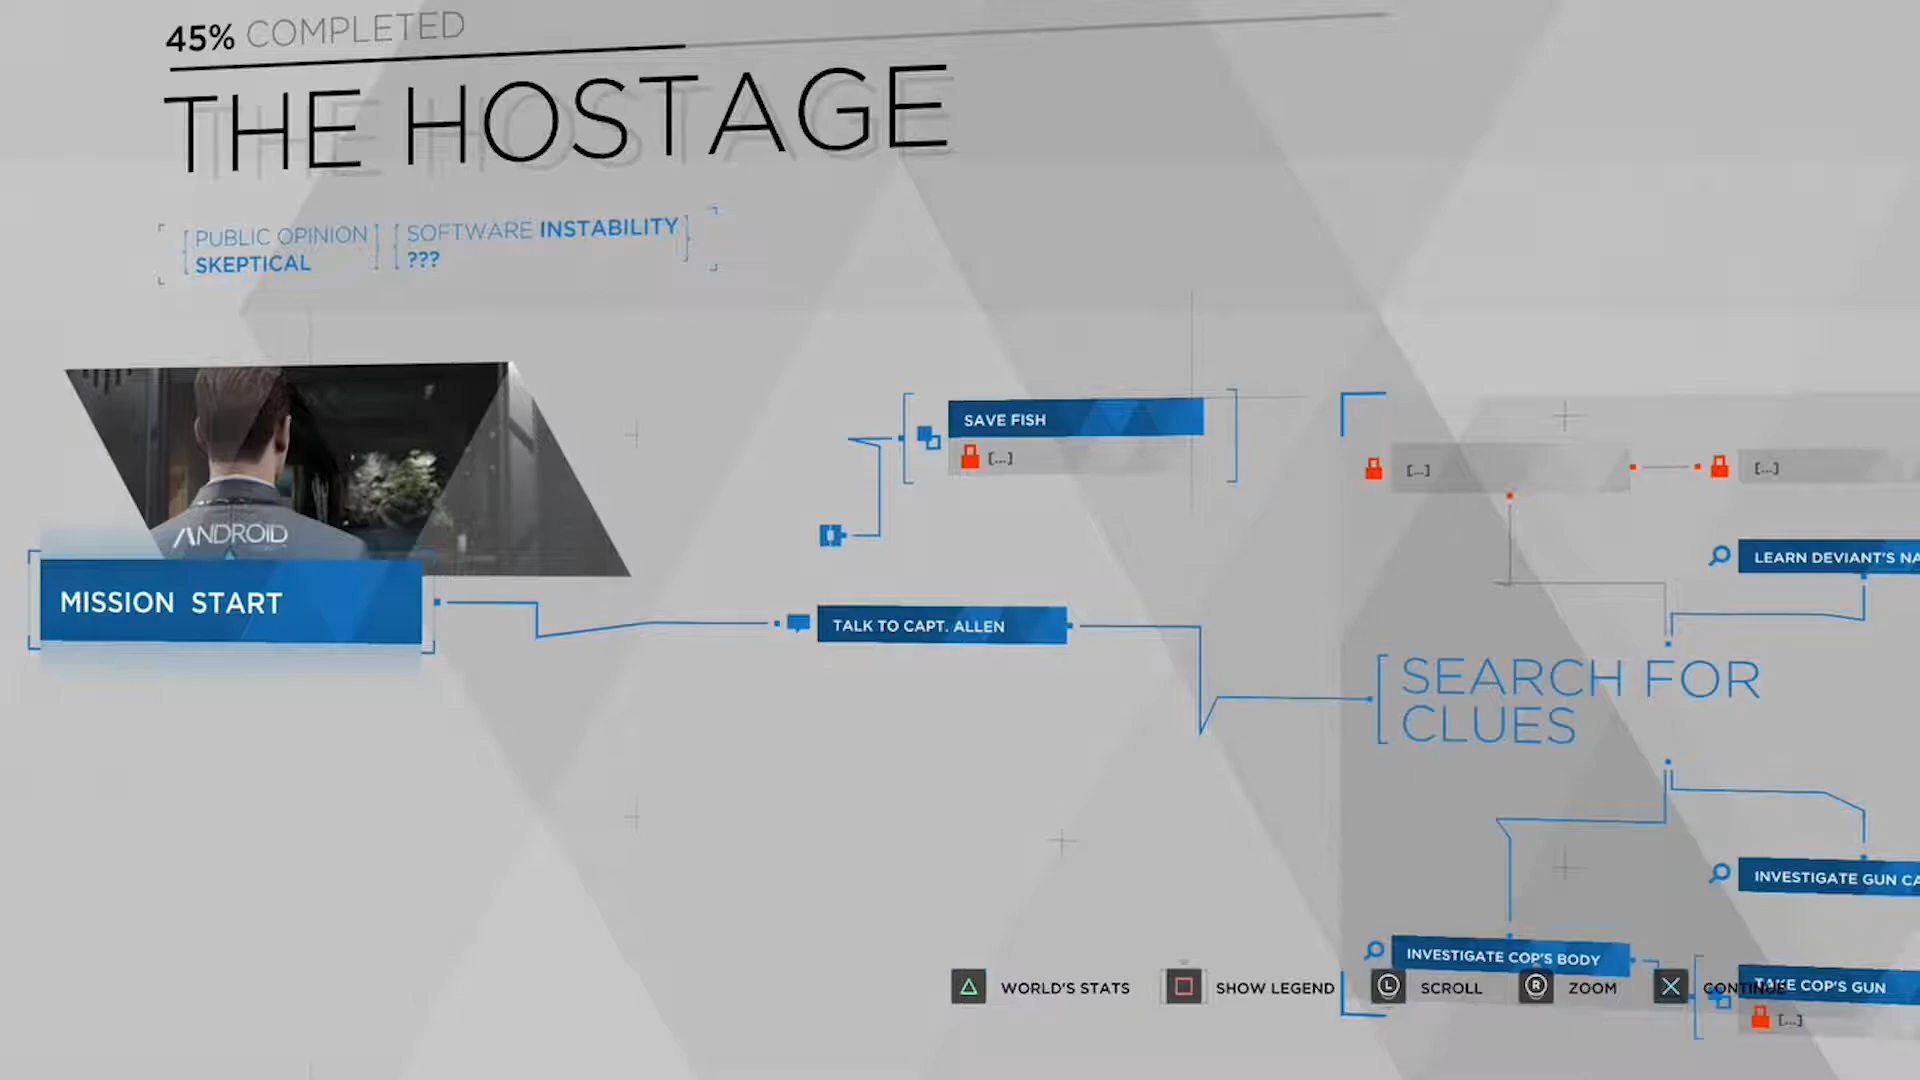 45% COMPLETED
THE HOSTAGE
PUBLIC OPINION
SKEPTICAL
SOFTWARE INSTABILITY
???
SAVE FISH
[...]
[...]
[...]
ANDROID
LEARN DEVIANT'S NA
MISSION START
TALK TO CAPT. ALLEN
SEARCH FOR
CLUES
INVESTIGATE GUN CA
INVESTIGATE COP'S BODY
TAKE COP'S GUN
[...]
WORLD'S STATS
SHOW LEGEND
L
SCROLL
R
ZOOM
CONTINUE